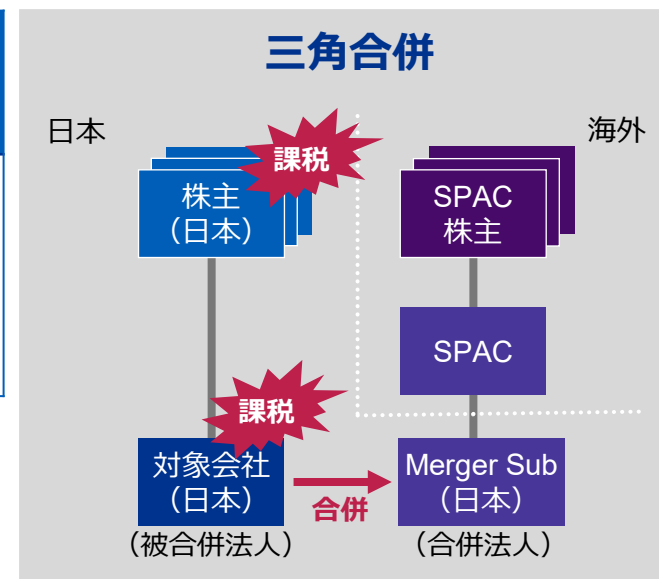 三角合併
日本
海外
課税
株主
（日本）
SPAC
株主
SPAC
課税
対象会社
（日本）
合併
Merger Sub
（日本）
（被合併法人）
（合併法人）